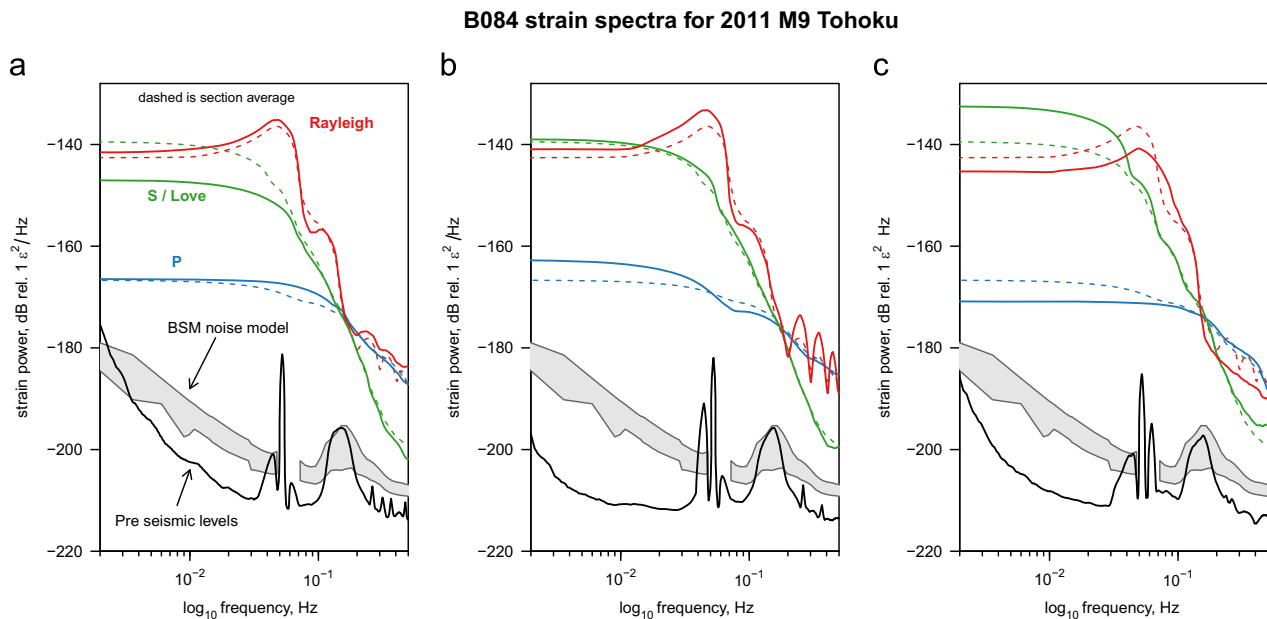 B084 strain spectra for 2011 M9 Tohoku
a
dashed is section average
Rayleigh
S / Love
P
BSM noise model
Pre seismic levels
−140
−160
−180
−200
−220
strain power, dB rel. 1 ε²/Hz
10⁻²
10⁻¹
log₁₀ frequency, Hz
b
−140
−160
−180
−200
−220
strain power, dB rel. 1 ε² /Hz
10⁻²
10⁻¹
log₁₀ frequency, Hz
c
−140
−160
−180
−200
−220
strain power, dB rel. 1 ε² Hz
10⁻²
10⁻¹
log₁₀ frequency, Hz